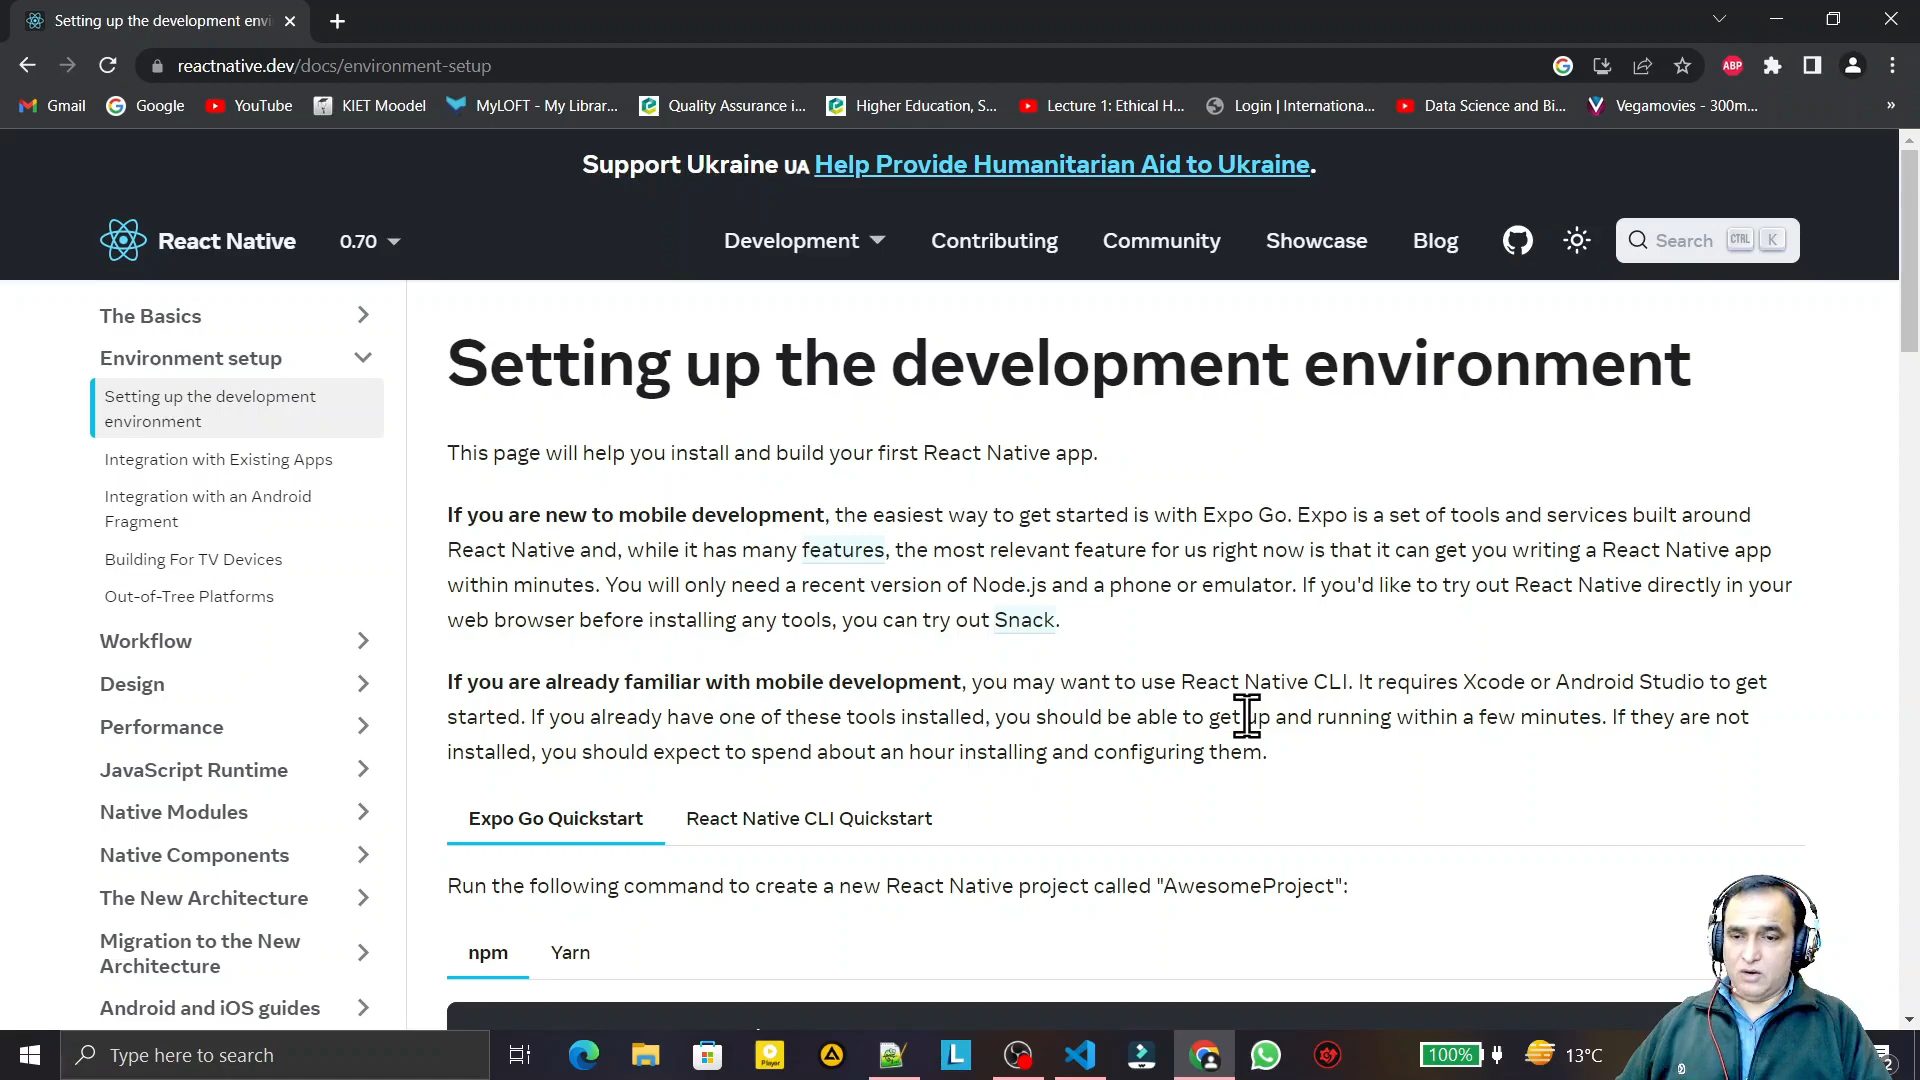 Setting up the development envi
reactnative.dev/docs/environment-setup
ABP
Gmail
Google
YouTube
KIET Moodel
MyLOFT - My Librar...
Quality Assurance i...
Higher Education, S...
Lecture 1: Ethical H...
Login | Internationa...
Data Science and Bi...
Vegamovies - 300m...
»
Support Ukraine UA Help Provide Humanitarian Aid to Ukraine.
React Native
0.70
Development
Contributing
Community
Showcase
Blog
Search
CTRL
K
The Basics
Environment setup
Setting up the development
environment
Integration with Existing Apps
Integration with an Android
Fragment
Building For TV Devices
Out-of-Tree Platforms
Workflow
Design
Performance
JavaScript Runtime
Native Modules
Native Components
The New Architecture
Migration to the New
Architecture
Android and iOS guides
Setting up the development environment
This page will help you install and build your first React Native app.
If you are new to mobile development, the easiest way to get started is with Expo Go. Expo is a set of tools and services built around
React Native and, while it has many features, the most relevant feature for us right now is that it can get you writing a React Native app
within minutes. You will only need a recent version of Node.js and a phone or emulator. If you'd like to try out React Native directly in your
web browser before installing any tools, you can try out Snack.
If you are already familiar with mobile development, you may want to use React Native CLI. It requires Xcode or Android Studio to get
started. If you already have one of these tools installed, you should be able to get up and running within a few minutes. If they are not
installed, you should expect to spend about an hour installing and configuring them.
Expo Go Quickstart
React Native CLI Quickstart
Run the following command to create a new React Native project called "AwesomeProject":
npm
Yarn
Type here to search
Player
L
100%
13°C
2